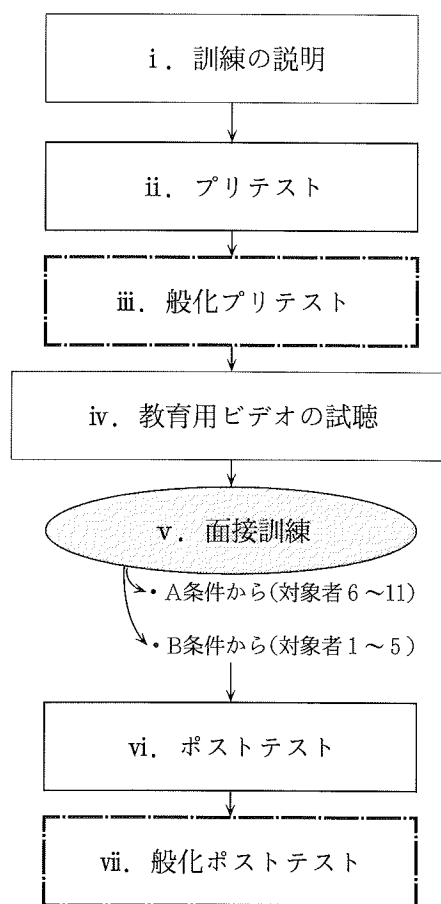 ⅰ．訓練の説明
ⅱ．プリテスト
ⅲ．般化プリテスト
ⅳ．教育用ビデオの試聴
ⅴ．面接訓練
・A条件から(対象者6～11)
・B条件から(対象者1～5)
ⅵ．ポストテスト
ⅶ．般化ポストテスト